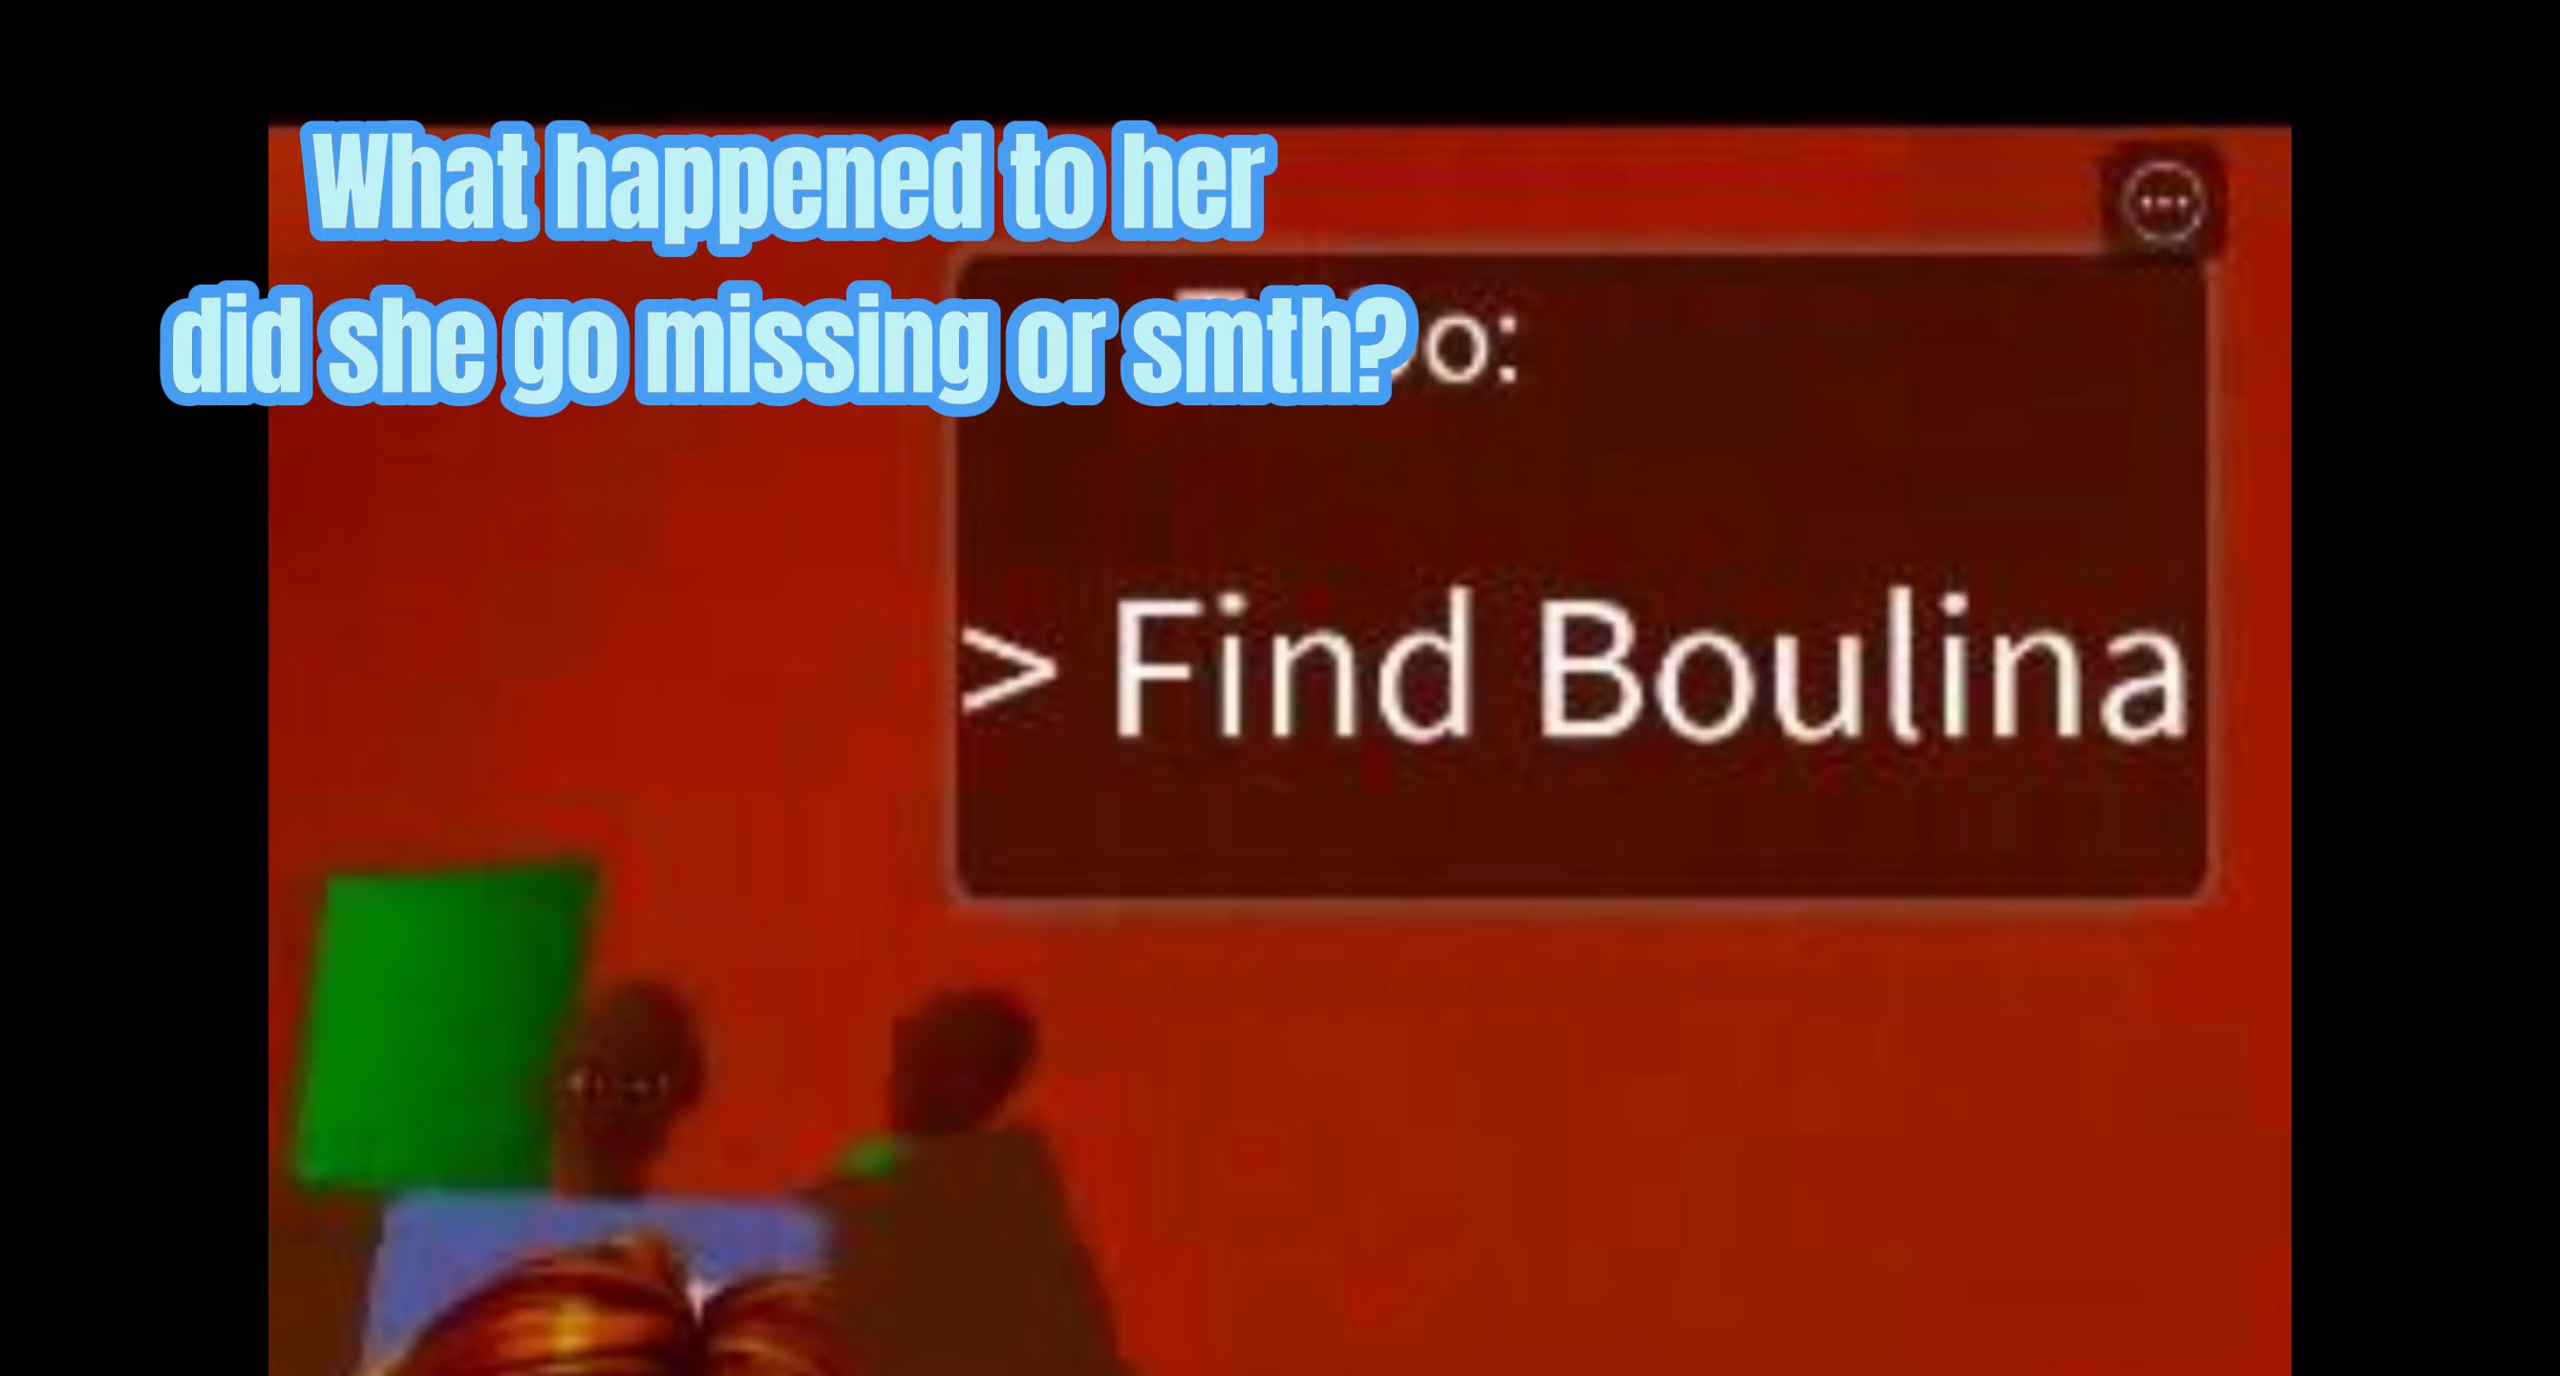 What happened to her
did she go missing or smth?
o:
> Find Boulina